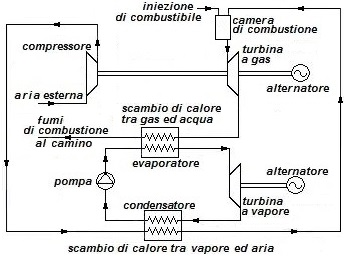 iniezione
di combustibile
camera
di combustione
compressore
turbina
a gas
aria esterna
alternatore
fumi
di combustione
al camino
scambio di calore
tra gas ed acqua
evaporatore
pompa
alternatore
condensatore
turbina
a vapore
scambio di calore tra vapore ed aria